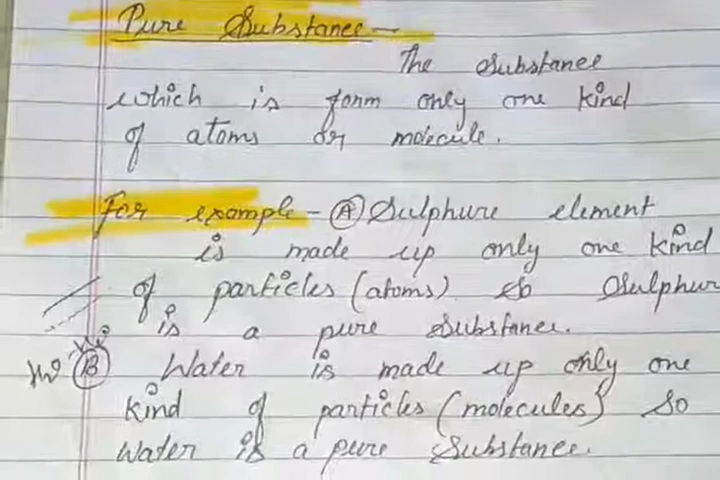 Pure Substance —
The substance
which is form only one kind
of atoms or molecule.
For example - (A) Sulphure element
is made up only one kind
of particles (atoms) so Sulphur
is a pure substance.
(B) Water is made up only one
kind of particles (molecules) so
water is a pure substance.